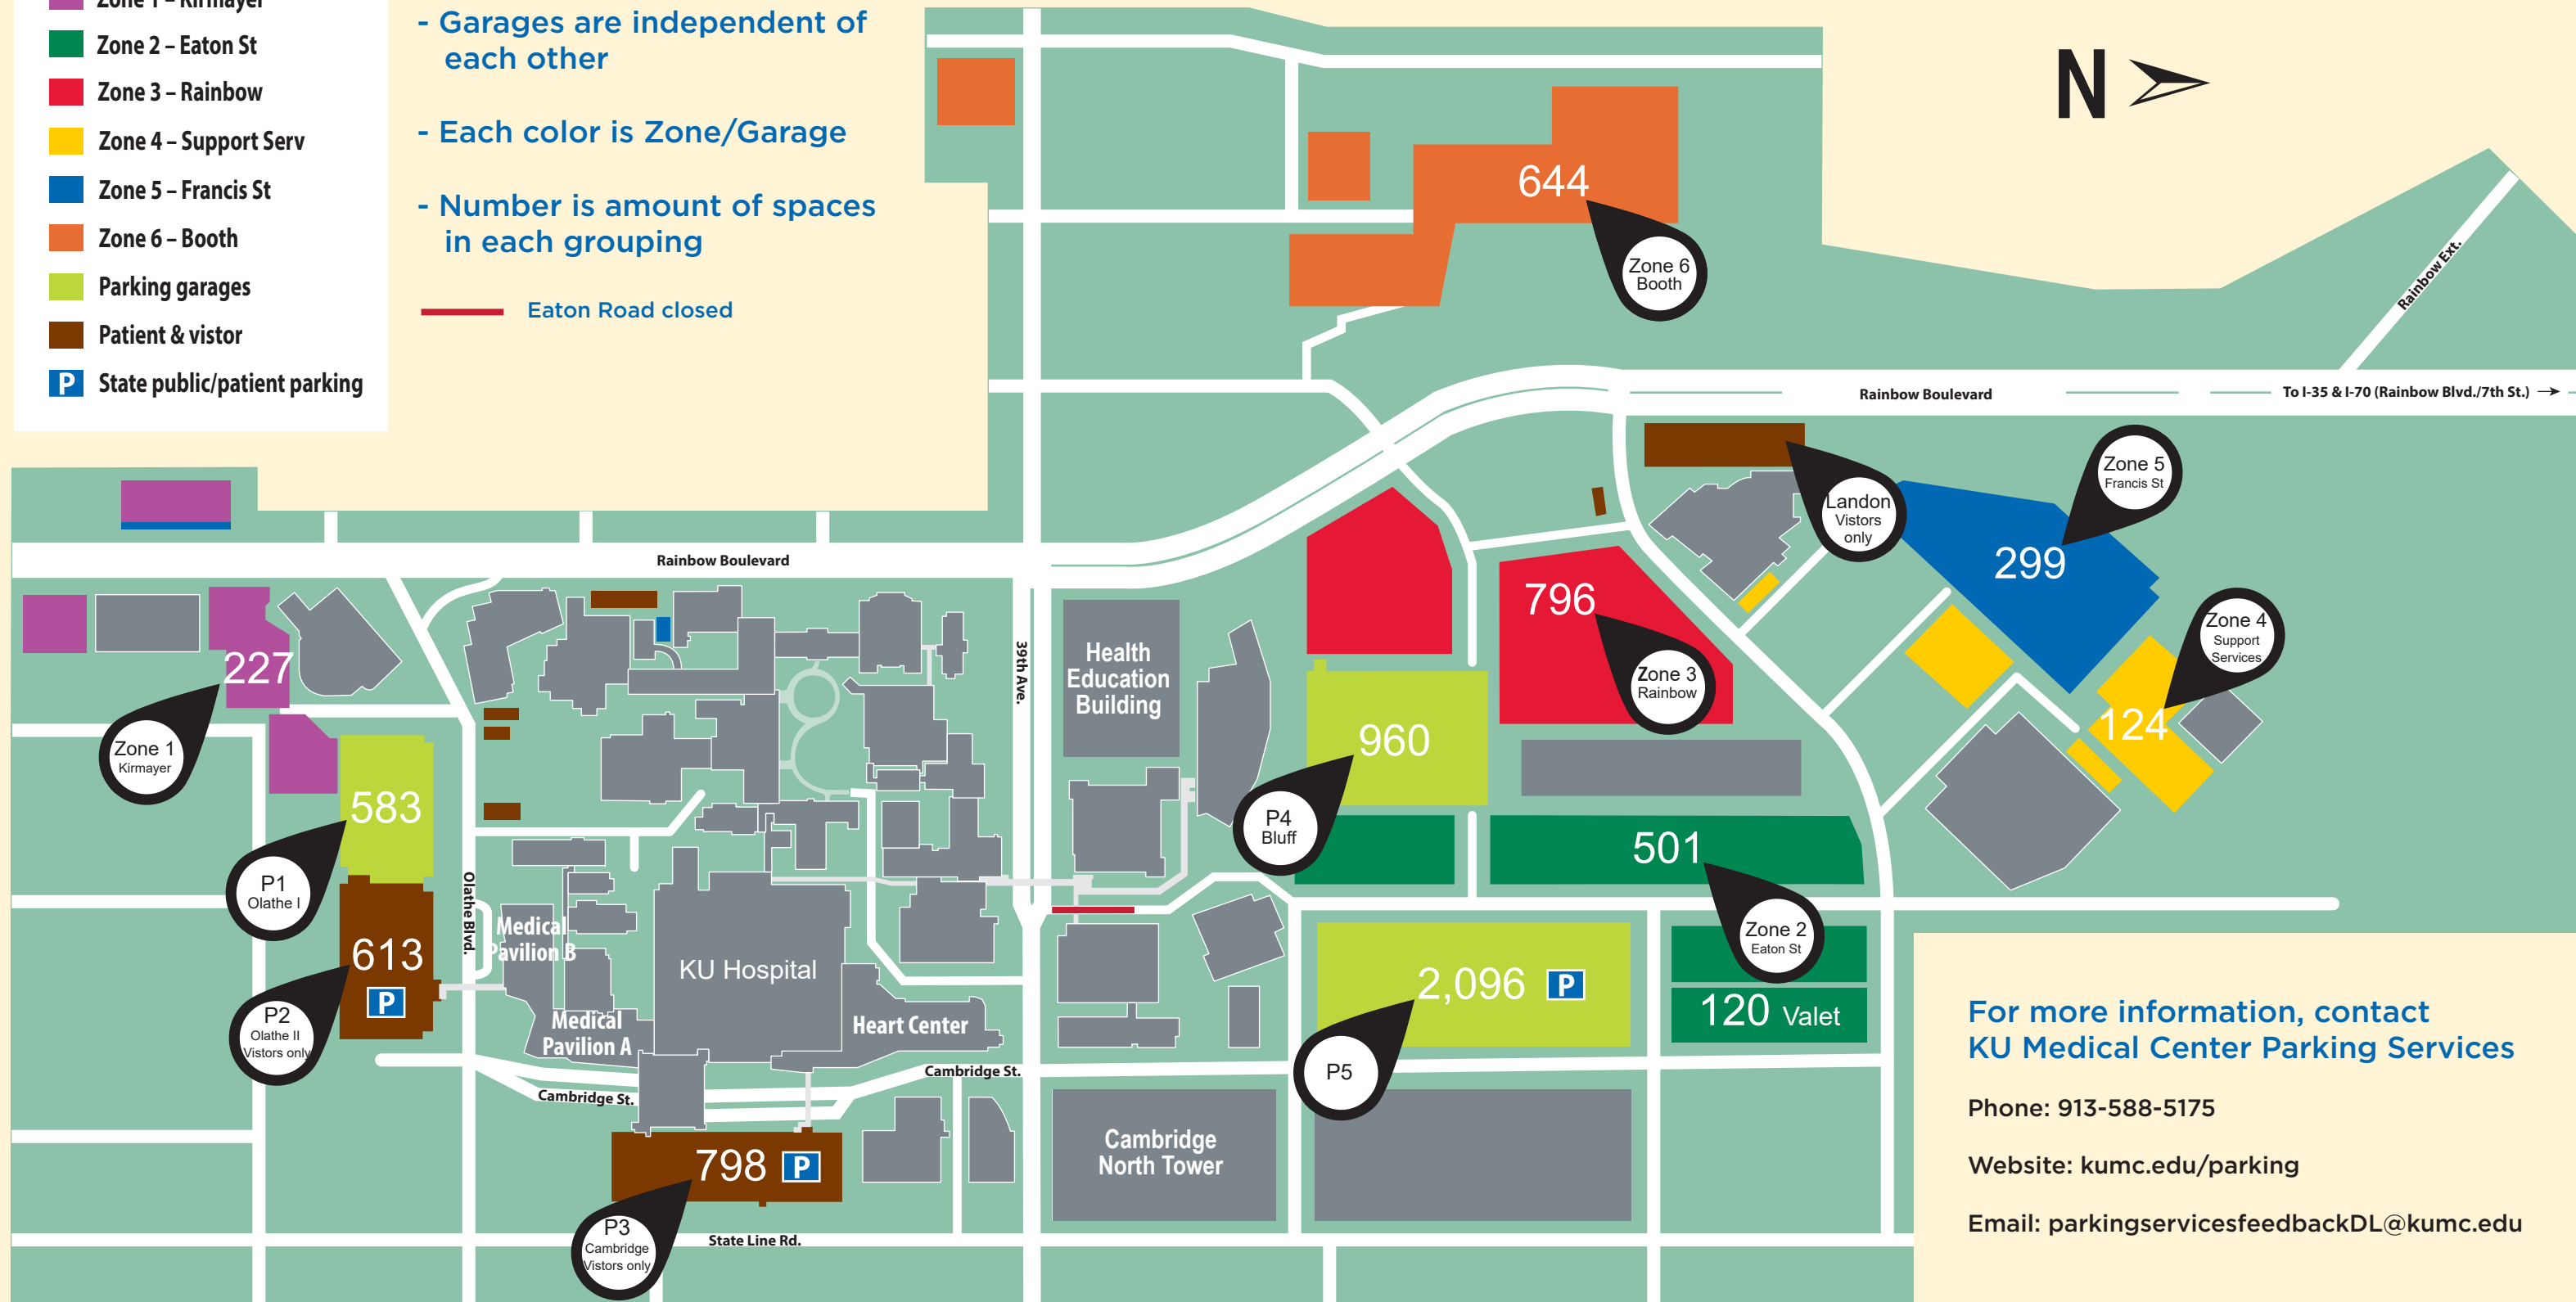 Zone 1 – Kirmayer
Zone 2 – Eaton St
Zone 3 – Rainbow
Zone 4 – Support Serv
Zone 5 – Francis St
Zone 6 – Booth
Parking garages
Patient & vistor
P State public/patient parking
- Garages are independent of
each other
- Each color is Zone/Garage
- Number is amount of spaces
in each grouping
Eaton Road closed
N
644
Zone 6
Booth
Rainbow Ext.
Rainbow Boulevard
To I-35 & I-70 (Rainbow Blvd./7th St.)
Zone 5
Francis St
Landon
Vistors
only
299
Rainbow Boulevard
796
Zone 3
Rainbow
Zone 4
Support
Services
124
227
Zone 1
Kirmayer
39th Ave.
Health
Education
Building
960
P4
Bluff
583
P1
Olathe I
501
Zone 2
Eaton St
Olathe Blvd.
Medical
Pavilion B
613
P
P2
Olathe II
Vistors only
KU Hospital
Medical
Pavilion A
Heart Center
2,096 P
120 Valet
P5
Cambridge St.
Cambridge St.
798 P
P3
Cambridge
Vistors only
Cambridge
North Tower
State Line Rd.
For more information, contact
KU Medical Center Parking Services
Phone: 913-588-5175
Website: kumc.edu/parking
Email: parkingservicesfeedbackDL@kumc.edu